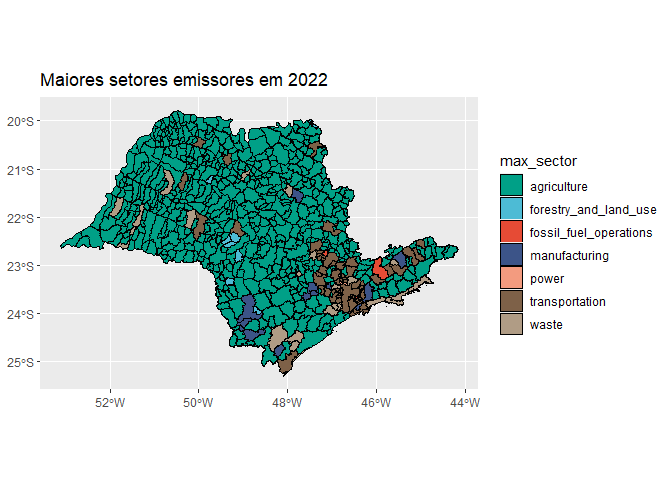 Maiores setores emissores em 2022
20°S
21°S
22°S
23°S
24°S
25°S
52°W
50°W
48°W
46°W
44°W
max_sector
agriculture
forestry_and_land_use
fossil_fuel_operations
manufacturing
power
transportation
waste